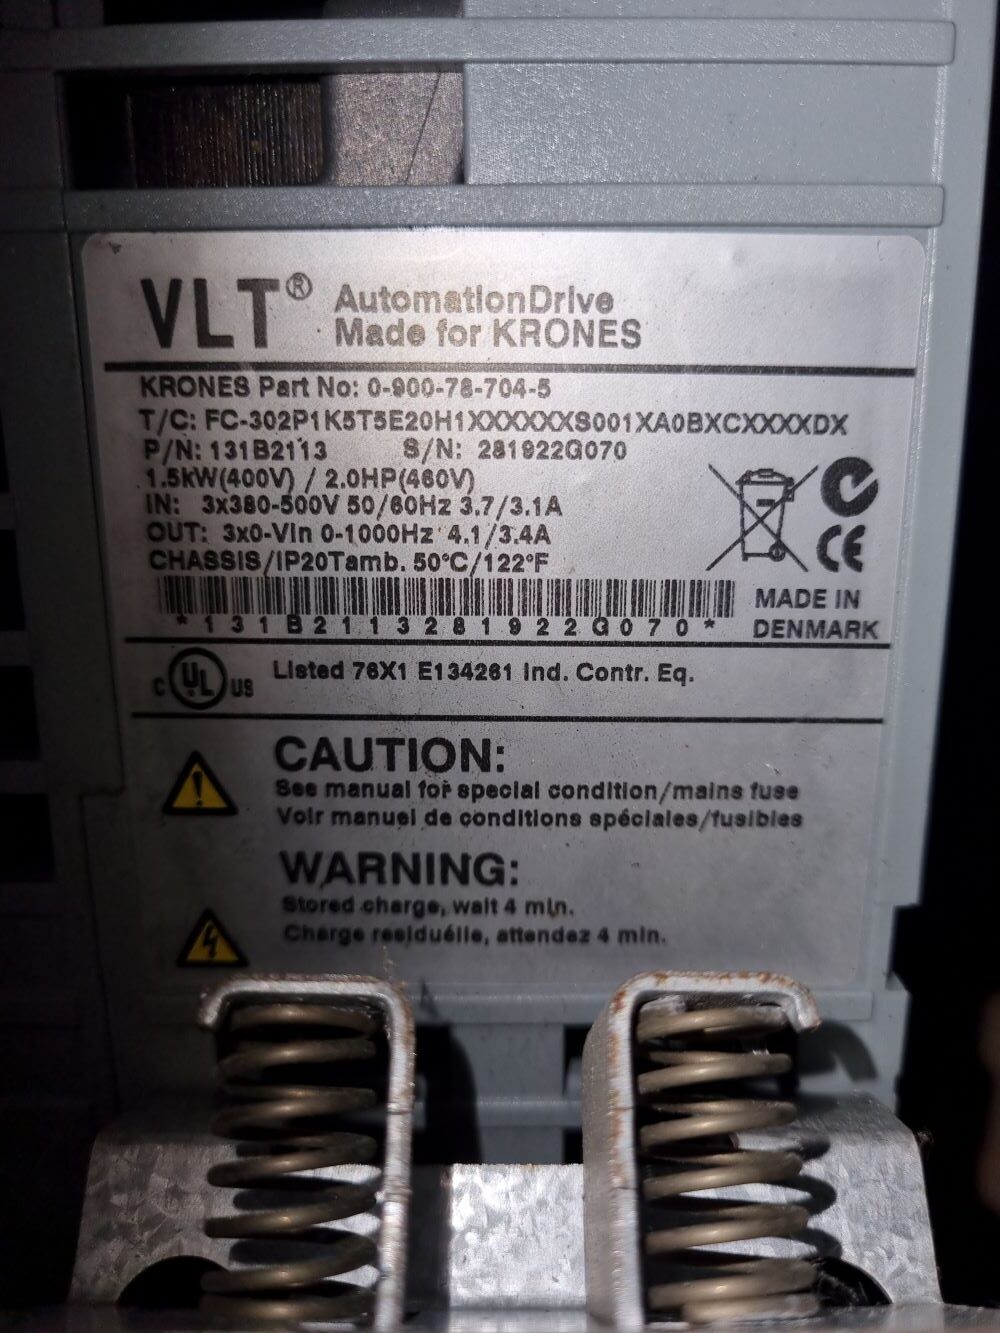 VLT® AutomationDrive
Made for KRONES
KRONES Part No: 0-900-78-704-5
T/C: FC-302P1K5T5E20H1XXXXXXS001XA0BXCXXXXDX
P/N: 131B2113 S/N: 281922G070
1.5kW(400V) / 2.0HP(460V)
IN: 3x380-500V 50/60Hz 3.7/3.1A
OUT: 3x0-Vin 0-1000Hz 4.1/3.4A
CHASSIS/IP20Tamb. 50°C/122°F
CE
*131B2113281922G070*
MADE IN
DENMARK
C UL US
Listed 76X1 E134261 Ind. Contr. Eq.
CAUTION:
See manual for special condition/mains fuse
Voir manuel de conditions spéciales/fusibles
WARNING:
Stored charge, wait 4 min.
Charge residuélle, attendez 4 min.